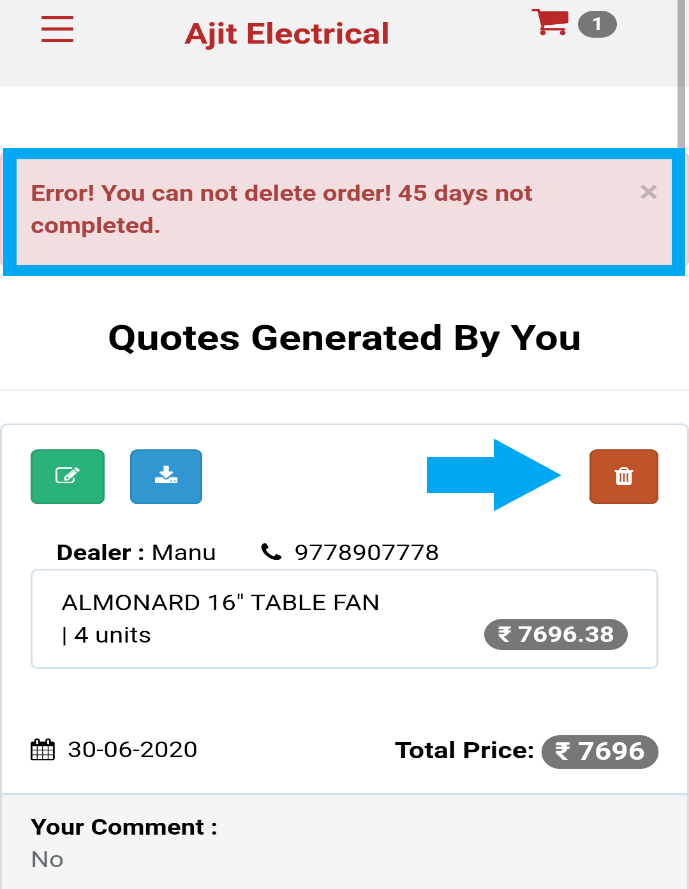 Ajit Electrical
1
Error! You can not delete order! 45 days not
completed.
×
Quotes Generated By You
Dealer : Manu 9778907778
ALMONARD 16" TABLE FAN
| 4 units
₹ 7696.38
30-06-2020
Total Price: ₹ 7696
Your Comment :
No